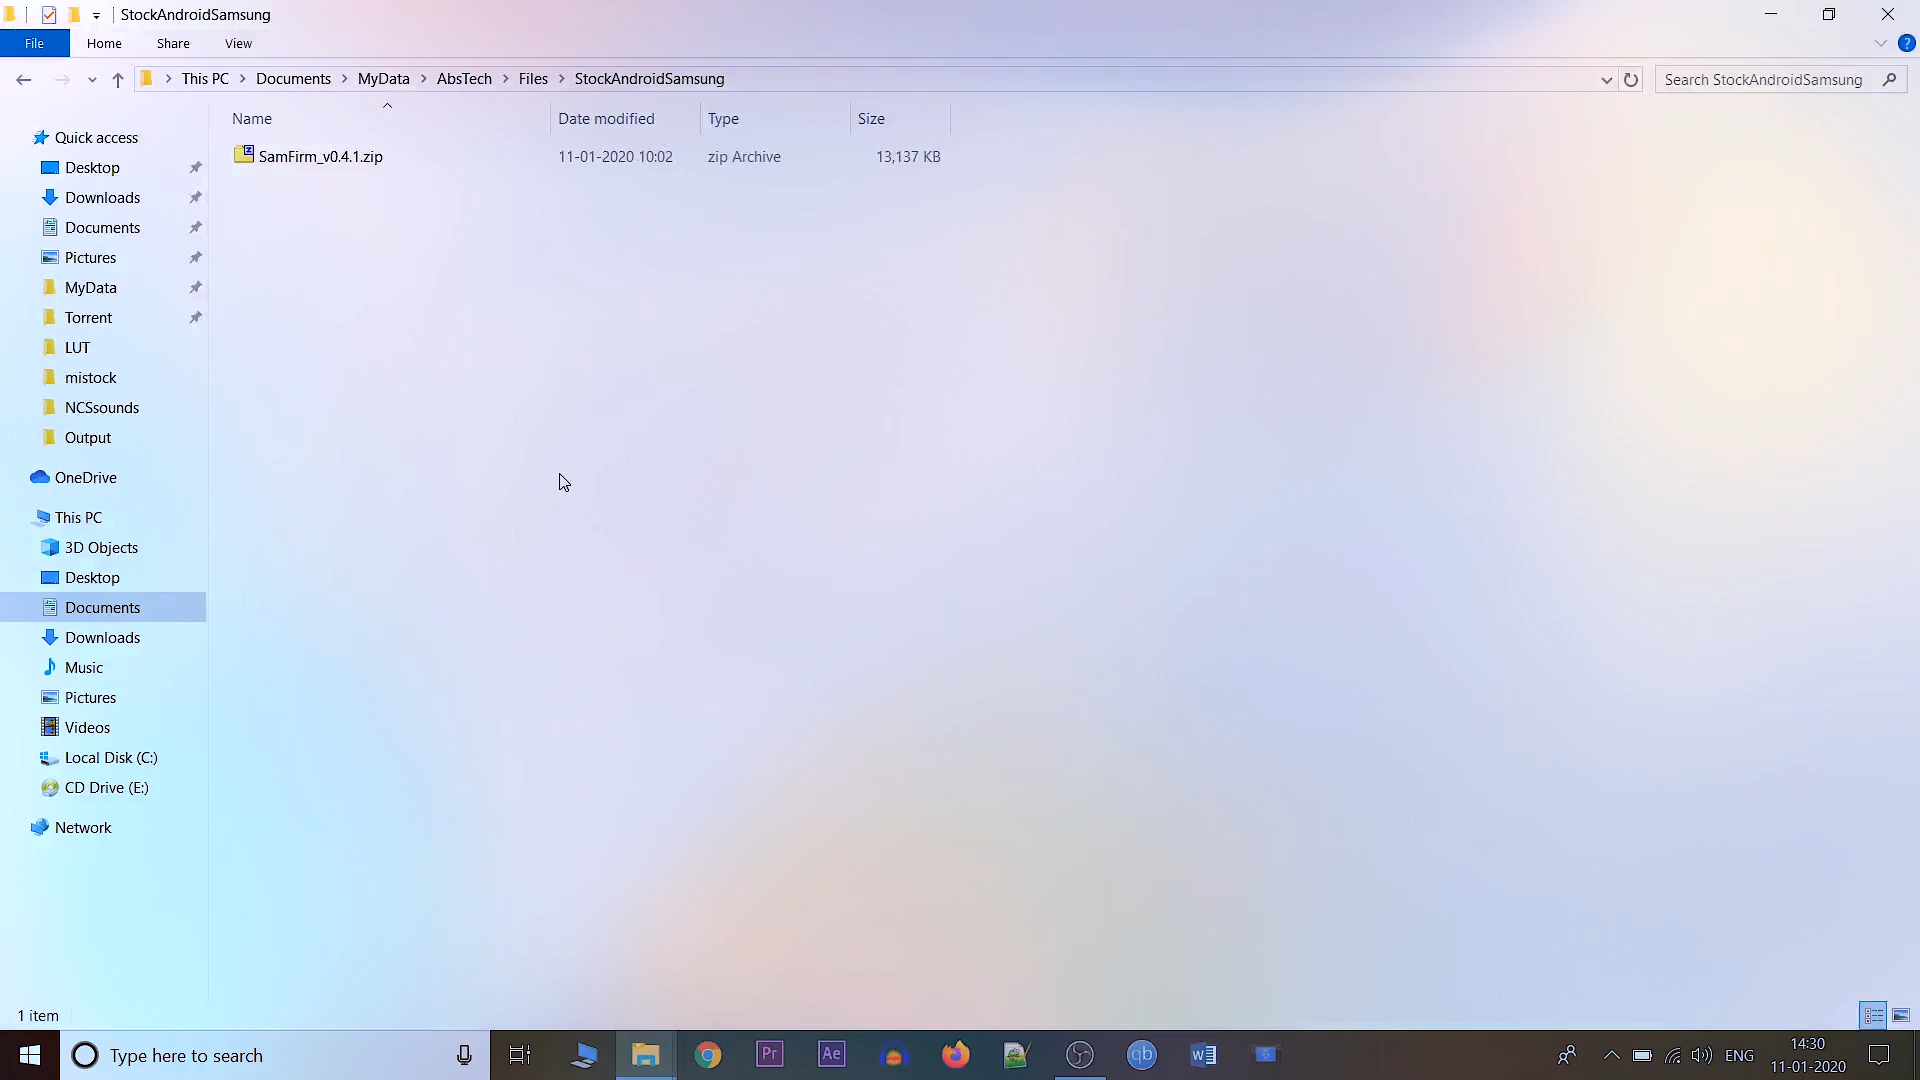 StockAndroidSamsung
File Home Share View
This PC Documents MyData AbsTech Files StockAndroidSamsung
Search StockAndroidSamsung
Name Date modified Type Size
SamFirm_v0.4.1.zip 11-01-2020 10:02 zip Archive 13,137 KB
Quick access
Desktop
Downloads
Documents
Pictures
MyData
Torrent
LUT
mistock
NCSsounds
Output
OneDrive
This PC
3D Objects
Desktop
Documents
Downloads
Music
Pictures
Videos
Local Disk (C:)
CD Drive (E:)
Network
1 item
Type here to search
Pr
Ae
qb
ENG
14:30
11-01-2020